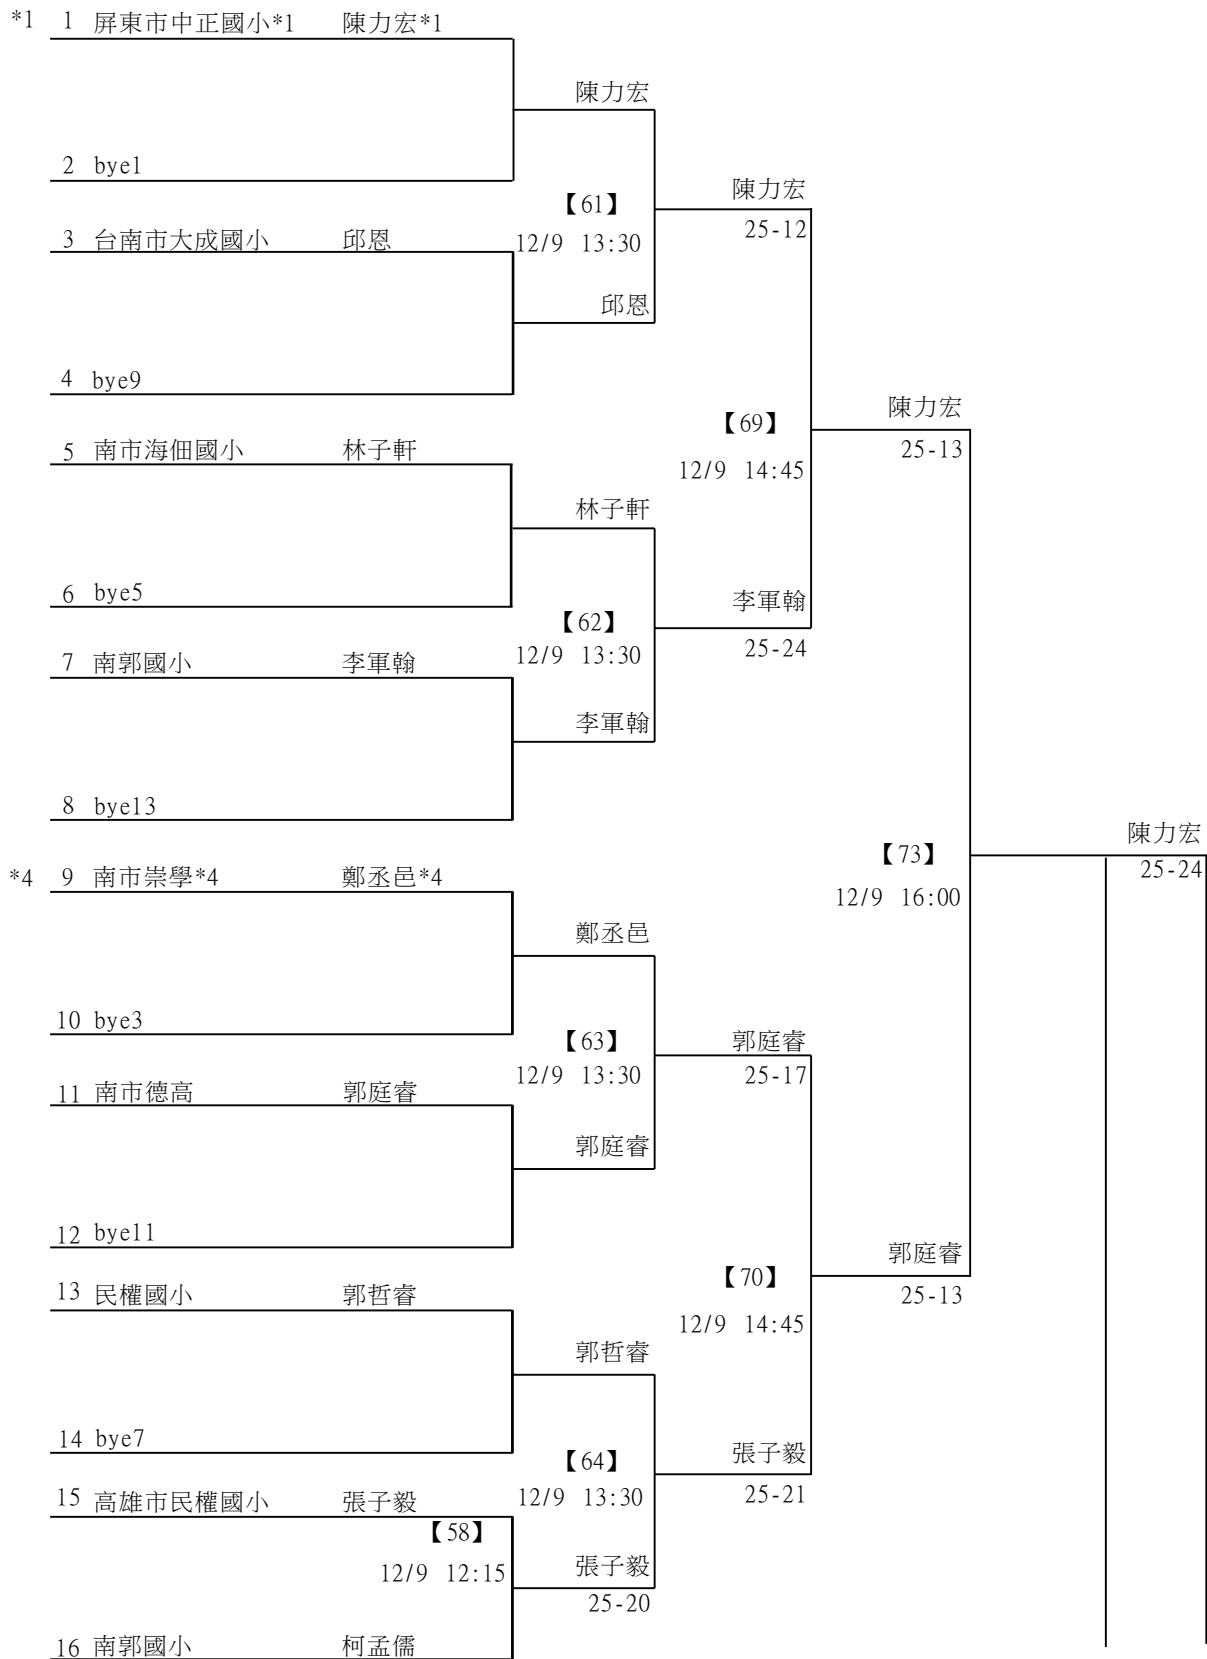 *1 1 屏東市中正國小*1 陳力宏*1
陳力宏
2 bye1
陳力宏
【61】
25-12
3 台南市大成國小 邱恩
12/9 13:30
邱恩
4 bye9
陳力宏
【69】
25-13
5 南市海佃國小 林子軒
12/9 14:45
林子軒
6 bye5
李軍翰
【62】
25-24
7 南郭國小 李軍翰
12/9 13:30
李軍翰
8 bye13
陳力宏
【73】
25-24
*4 9 南市崇學*4 鄭丞邑*4
12/9 16:00
鄭丞邑
10 bye3
【63】
郭庭睿
12/9 13:30
25-17
11 南市德高 郭庭睿
郭庭睿
12 bye11
郭庭睿
【70】
25-13
13 民權國小 郭哲睿
12/9 14:45
郭哲睿
14 bye7
張子毅
【64】
25-21
15 高雄市民權國小 張子毅
12/9 13:30
【58】
12/9 12:15
張子毅
25-20
16 南郭國小 柯孟儒